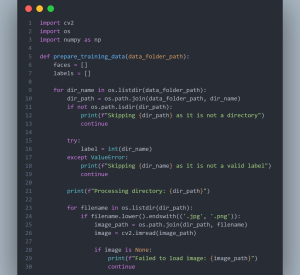 1 import cv2
2 import os
3 import numpy as np
4
5 def prepare_training_data(data_folder_path):
6 faces = []
7 labels = []
8
9 for dir_name in os.listdir(data_folder_path):
10 dir_path = os.path.join(data_folder_path, dir_name)
11 if not os.path.isdir(dir_path):
12 print(f"Skipping {dir_path} as it is not a directory")
13 continue
14
15 try:
16 label = int(dir_name)
17 except ValueError:
18 print(f"Skipping {dir_name} as it is not a valid label")
19 continue
20
21 print(f"Processing directory: {dir_path}")
22
23 for filename in os.listdir(dir_path):
24 if filename.lower().endswith(('.jpg', '.png')):
25 image_path = os.path.join(dir_path, filename)
26 image = cv2.imread(image_path)
27
28 if image is None:
29 print(f"Failed to load image: {image_path}")
30 continue